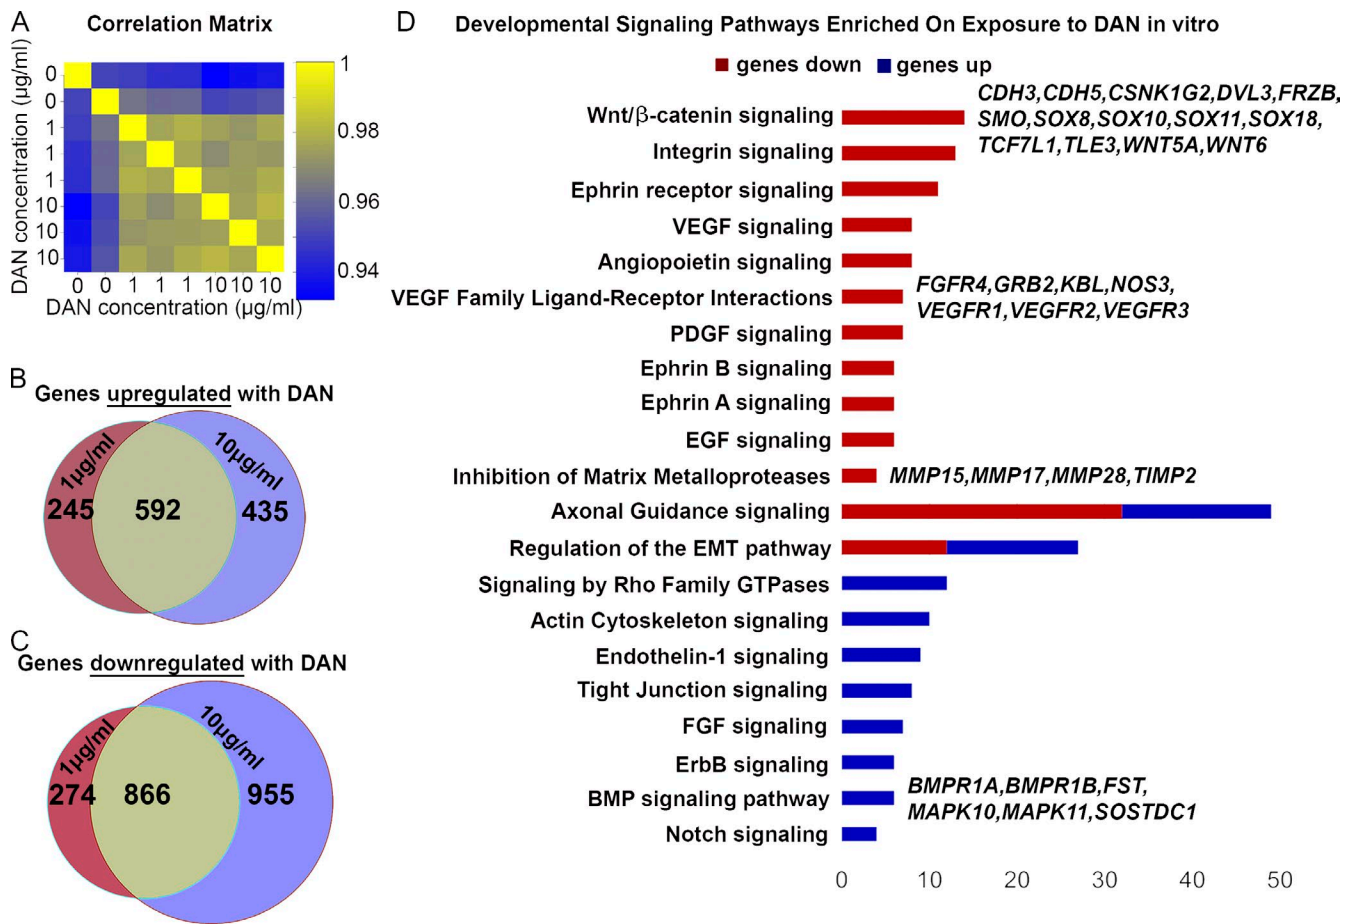 A
Correlation Matrix
DAN concentration (µg/ml)
0
0
1
1
1
10
10
10
0 0 1 1 1 10 10 10
DAN concentration (µg/ml)
1
0.98
0.96
0.94
B
Genes upregulated with DAN
1µg/ml
10µg/ml
245 592 435
C
Genes downregulated with DAN
1µg/ml
10µg/ml
274 866 955
D
Developmental Signaling Pathways Enriched On Exposure to DAN in vitro
genes down genes up
Wnt/β-catenin signaling
CDH3,CDH5,CSNK1G2,DVL3,FRZB,
SMO,SOX8,SOX10,SOX11,SOX18,
TCF7L1,TLE3,WNT5A,WNT6
Integrin signaling
Ephrin receptor signaling
VEGF signaling
Angiopoietin signaling
VEGF Family Ligand-Receptor Interactions
FGFR4,GRB2,KBL,NOS3,
VEGFR1,VEGFR2,VEGFR3
PDGF signaling
Ephrin B signaling
Ephrin A signaling
EGF signaling
Inhibition of Matrix Metalloproteases
MMP15,MMP17,MMP28,TIMP2
Axonal Guidance signaling
Regulation of the EMT pathway
Signaling by Rho Family GTPases
Actin Cytoskeleton signaling
Endothelin-1 signaling
Tight Junction signaling
FGF signaling
ErbB signaling
BMP signaling pathway
BMPR1A,BMPR1B,FST,
MAPK10,MAPK11,SOSTDC1
Notch signaling
0 10 20 30 40 50